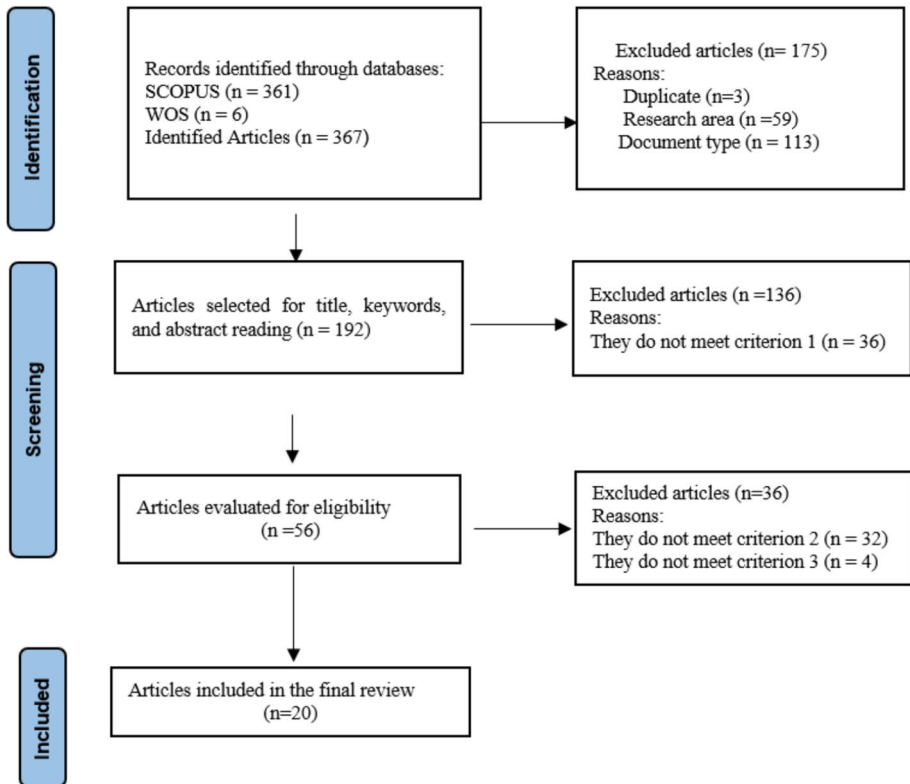 Identification
Records identified through databases:
SCOPUS (n = 361)
WOS (n = 6)
Identified Articles (n = 367)
Excluded articles (n= 175)
Reasons:
Duplicate (n=3)
Research area (n =59)
Document type (n = 113)
Screening
Articles selected for title, keywords,
and abstract reading (n = 192)
Excluded articles (n =136)
Reasons:
They do not meet criterion 1 (n = 36)
Articles evaluated for eligibility
(n =56)
Excluded articles (n=36)
Reasons:
They do not meet criterion 2 (n = 32)
They do not meet criterion 3 (n = 4)
Included
Articles included in the final review
(n=20)